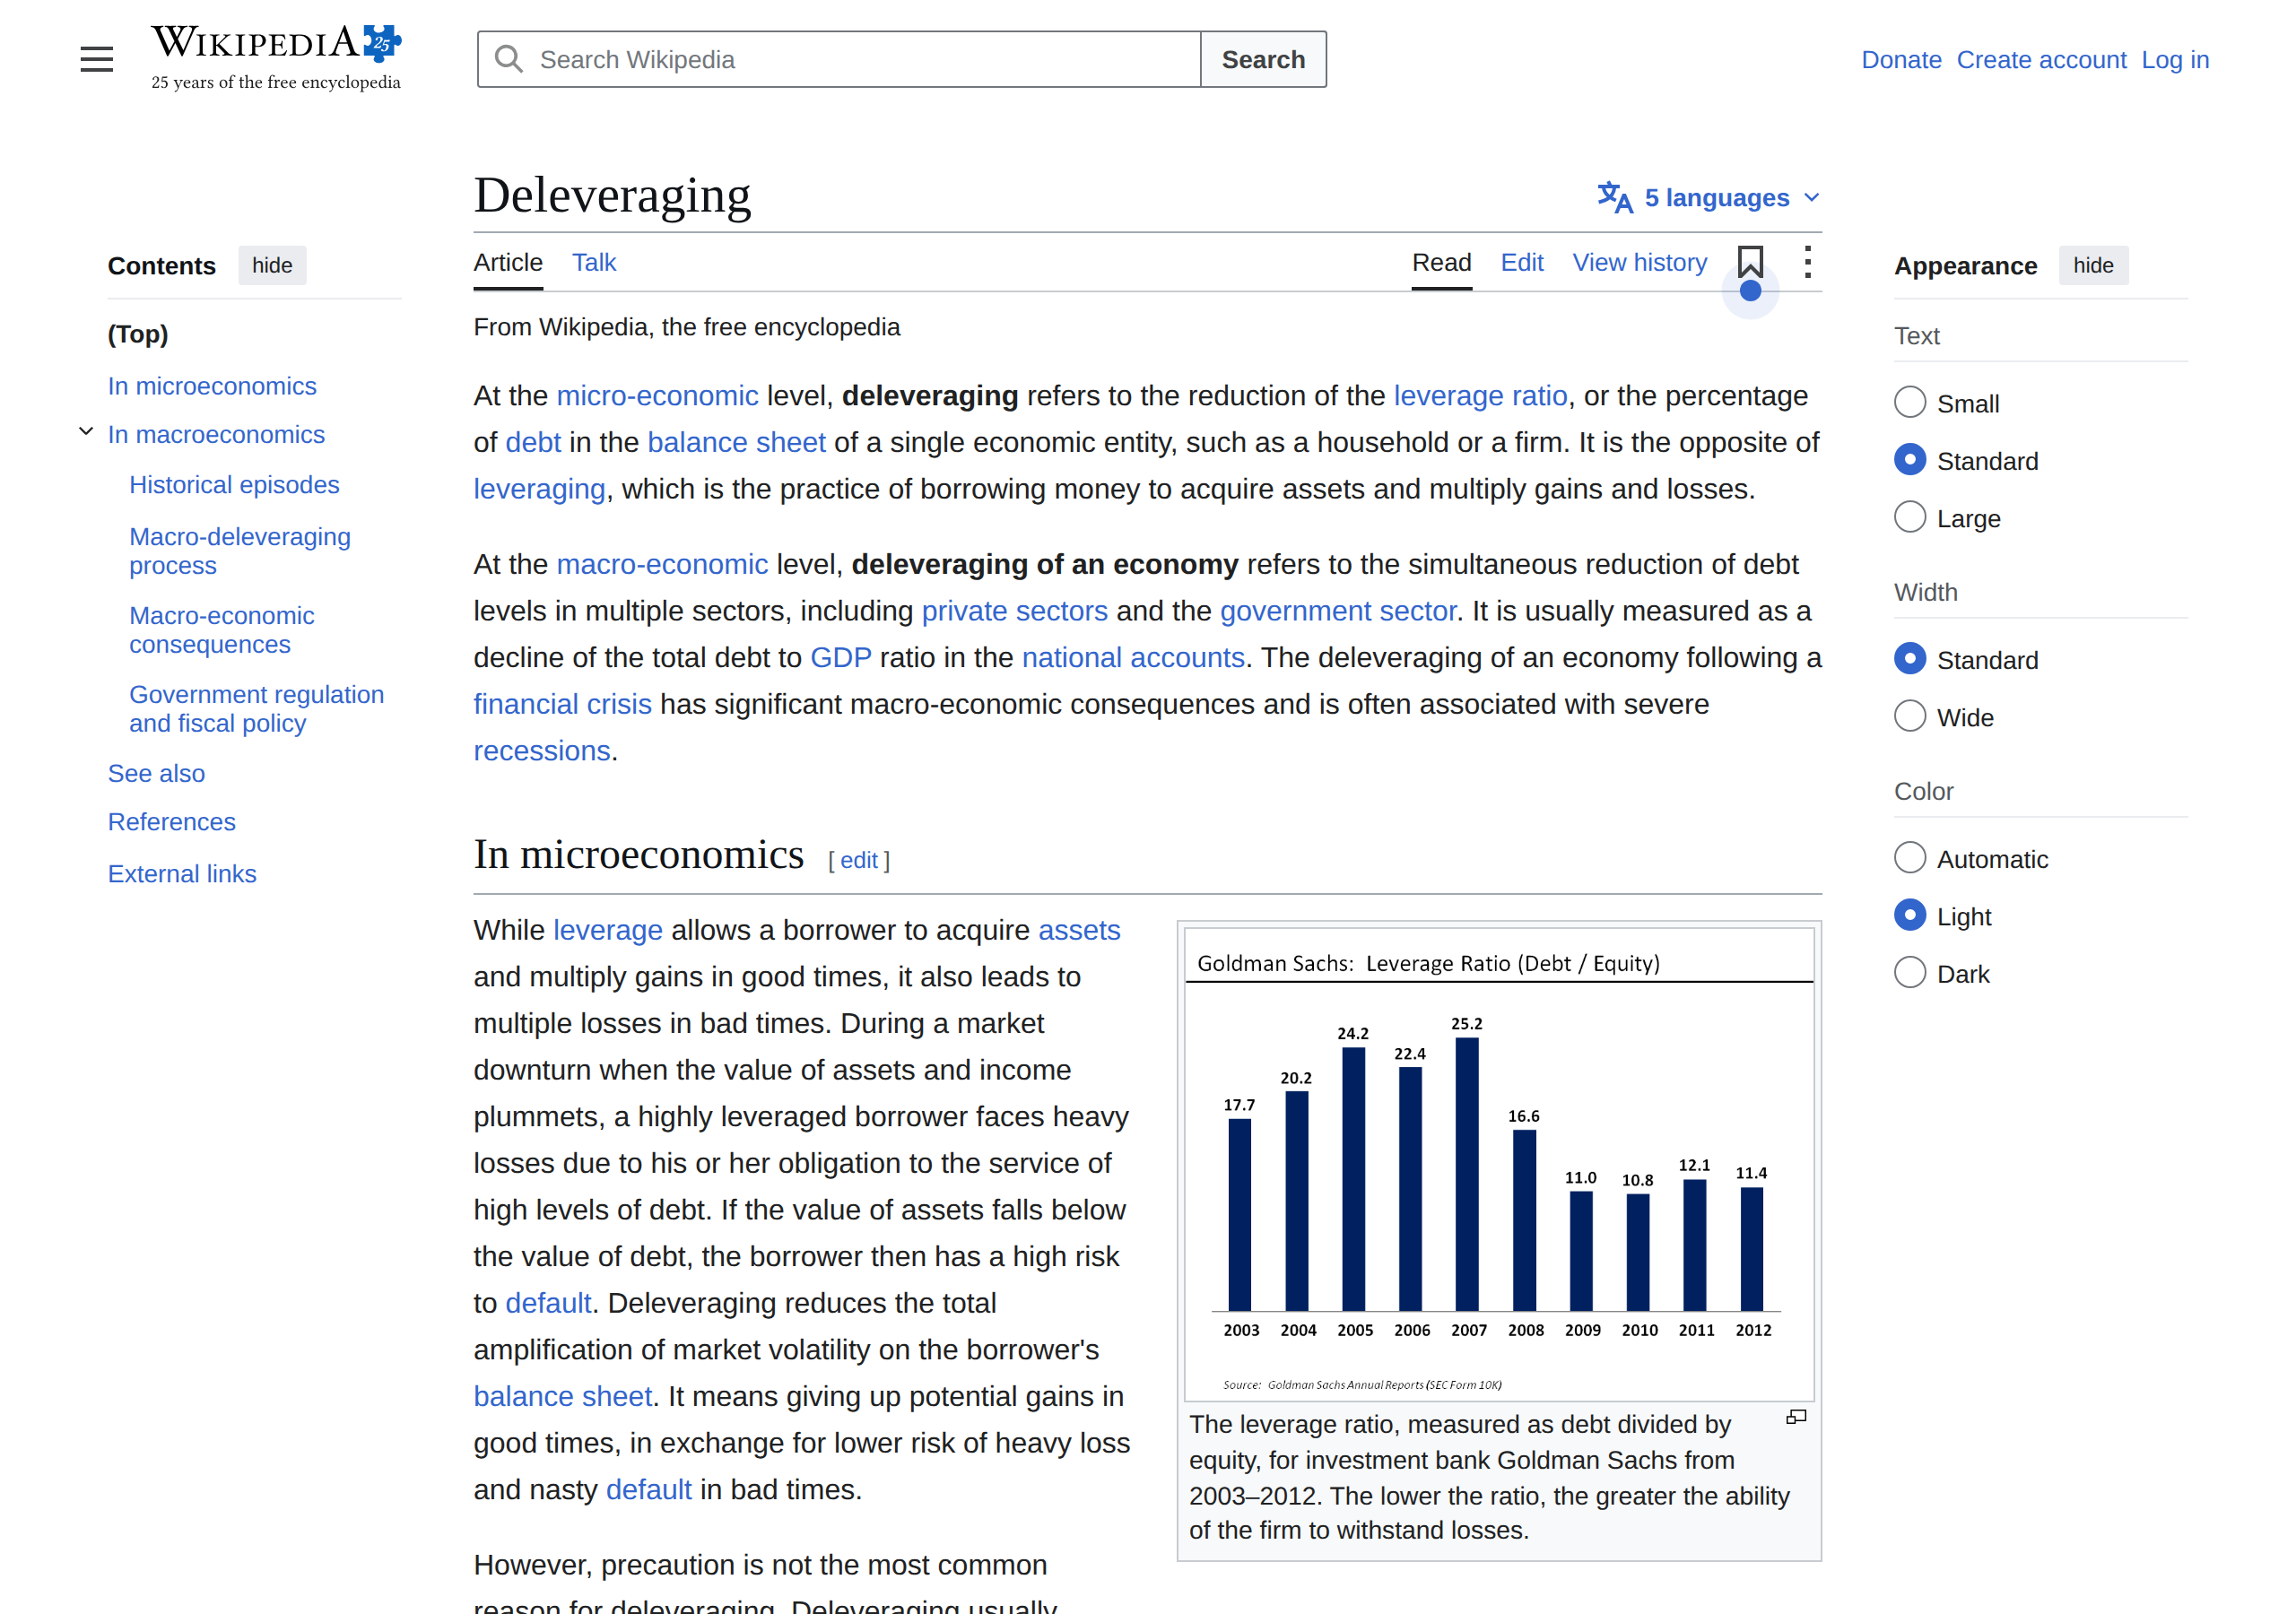 WIKIPEDIA 25
25 years of the free encyclopedia
Search Wikipedia
Search
Donate Create account Log in
Deleveraging
5 languages
Article Talk
Read Edit View history
From Wikipedia, the free encyclopedia
Contents hide
(Top)
In microeconomics
In macroeconomics
Historical episodes
Macro-deleveraging
process
Macro-economic
consequences
Government regulation
and fiscal policy
See also
References
External links
At the micro-economic level, deleveraging refers to the reduction of the leverage ratio, or the percentage
of debt in the balance sheet of a single economic entity, such as a household or a firm. It is the opposite of
leveraging, which is the practice of borrowing money to acquire assets and multiply gains and losses.
At the macro-economic level, deleveraging of an economy refers to the simultaneous reduction of debt
levels in multiple sectors, including private sectors and the government sector. It is usually measured as a
decline of the total debt to GDP ratio in the national accounts. The deleveraging of an economy following a
financial crisis has significant macro-economic consequences and is often associated with severe
recessions.
In microeconomics [ edit ]
While leverage allows a borrower to acquire assets
and multiply gains in good times, it also leads to
multiple losses in bad times. During a market
downturn when the value of assets and income
plummets, a highly leveraged borrower faces heavy
losses due to his or her obligation to the service of
high levels of debt. If the value of assets falls below
the value of debt, the borrower then has a high risk
to default. Deleveraging reduces the total
amplification of market volatility on the borrower's
balance sheet. It means giving up potential gains in
good times, in exchange for lower risk of heavy loss
and nasty default in bad times.
However, precaution is not the most common
reason for deleveraging. Deleveraging usually
Goldman Sachs: Leverage Ratio (Debt / Equity)
17.7 20.2 24.2 22.4 25.2 16.6 11.0 10.8 12.1 11.4
2003 2004 2005 2006 2007 2008 2009 2010 2011 2012
Source: Goldman Sachs Annual Reports (SEC Form 10K)
The leverage ratio, measured as debt divided by
equity, for investment bank Goldman Sachs from
2003–2012. The lower the ratio, the greater the ability
of the firm to withstand losses.
Appearance hide
Text
Small
Standard
Large
Width
Standard
Wide
Color
Automatic
Light
Dark